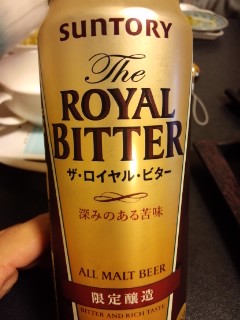 SUNTORY
The
ROYAL
BITTER
ザ・ロイヤル・ビター
深みのある苦味
ALL MALT BEER
限定醸造
BITTER AND RICH TASTE